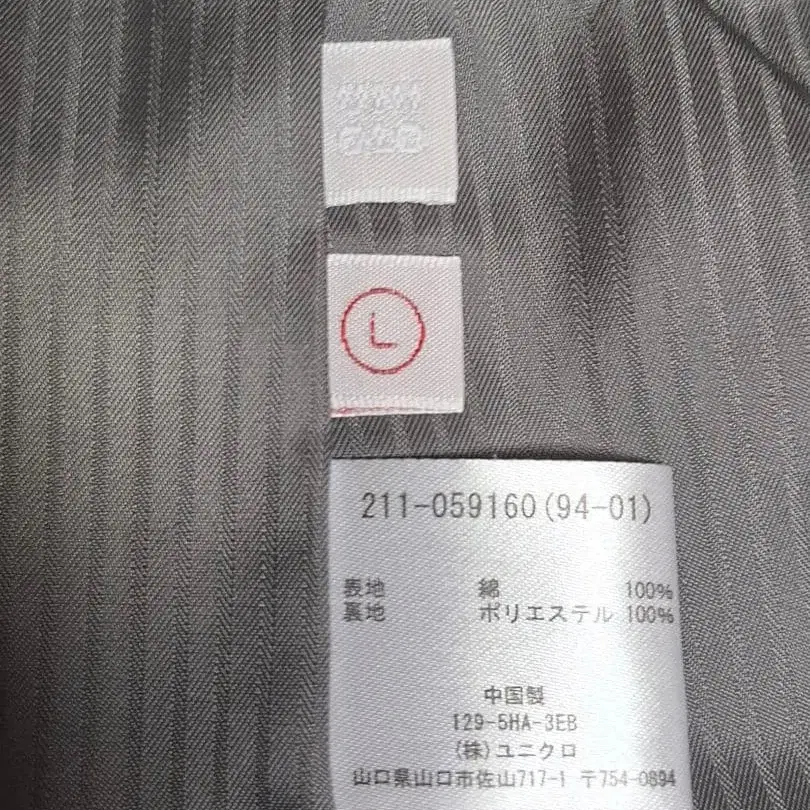 L
211-059160(94-01)
表地 綿 100%
裏地 ポリエステル 100%
中国製
129-5HA-3EB
(株)ユニクロ
山口県山口市佐山717-1 〒754-0894